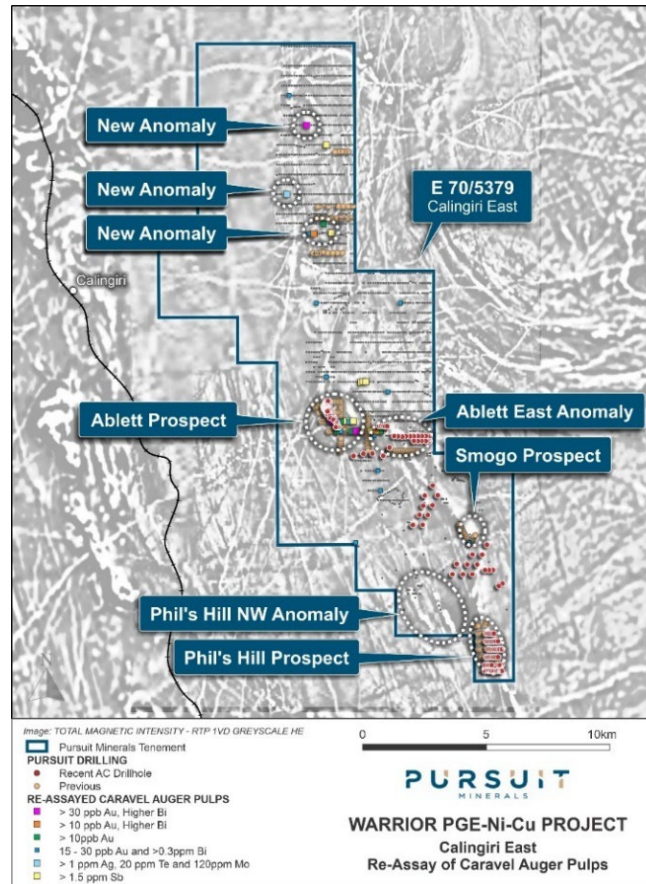 New Anomaly
New Anomaly
New Anomaly
E 70/5379
Calingiri East
Calingiri
Ablett Prospect
Ablett East Anomaly
Smogo Prospect
Phil's Hill NW Anomaly
Phil's Hill Prospect
Image: TOTAL MAGNETIC INTENSITY - RTP 1VD GREYSCALE HE
Pursuit Minerals Tenement
PURSUIT DRILLING
Recent AC Drillhole
Previous
RE-ASSAYED CARAVEL AUGER PULPS
> 30 ppb Au, Higher Bi
> 10 ppb Au, Higher Bi
> 10ppb Au
15 - 30 ppb Au and >0.3ppm Bi
> 1 ppm Ag, 20 ppm Te and 120ppm Mo
> 1.5 ppm Sb
0 5 10km
PURSUIT
MINERALS
WARRIOR PGE-Ni-Cu PROJECT
Calingiri East
Re-Assay of Caravel Auger Pulps